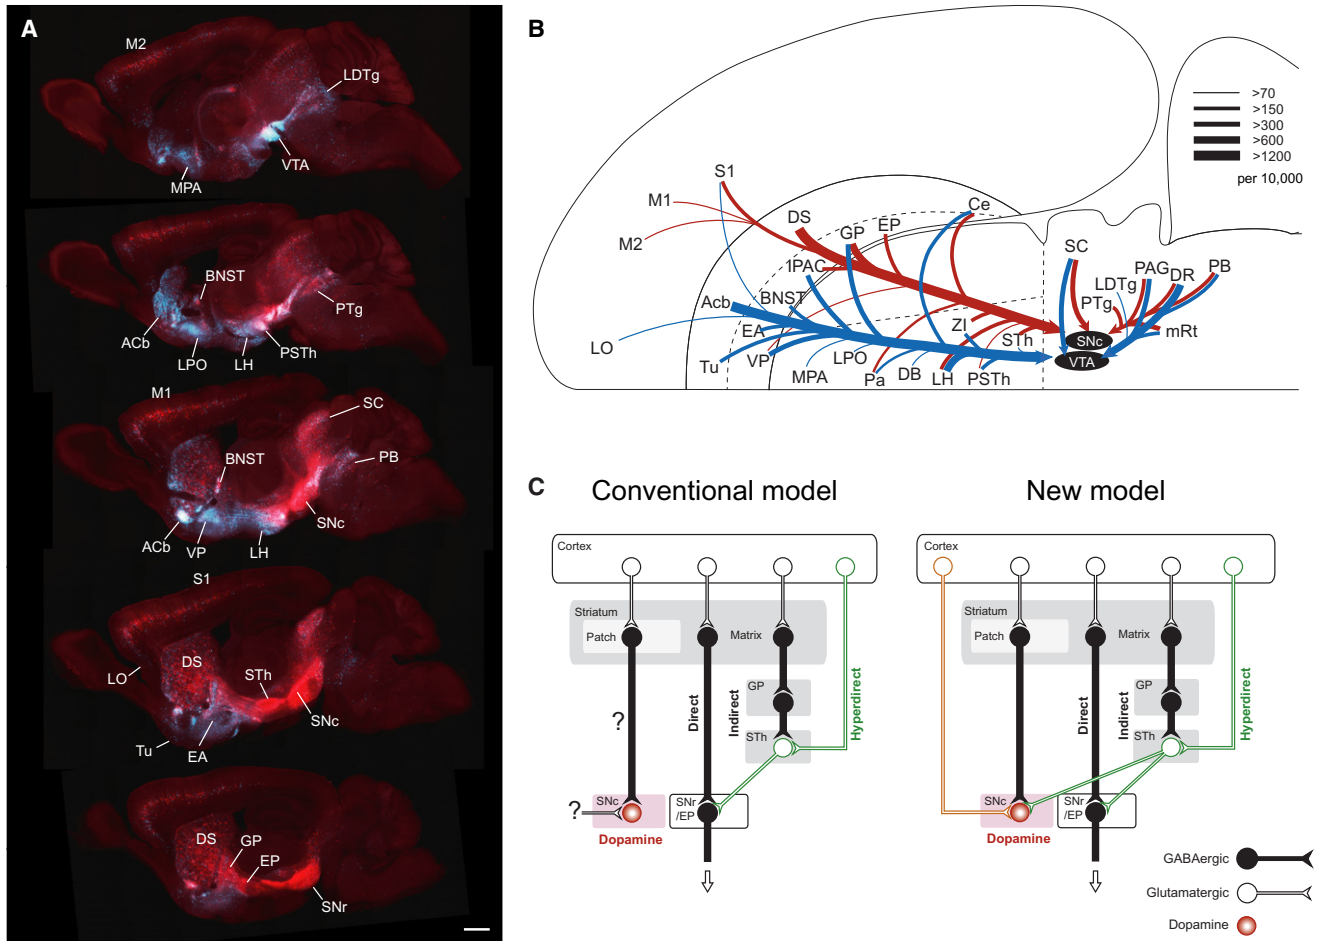 A
M2
LDTg
VTA
MPA
BNST
PTg
ACb
LPO
LH
PSTh
M1
SC
BNST
PB
SNc
ACb
VP
LH
S1
DS
STh
LO
SNc
Tu
EA
DS
GP
EP
SNr
B
>70
>150
>300
>600
>1200
per 10,000
S1
M1
M2
DS
GP
EP
Ce
IPAC
Acb
BNST
EA
LO
Tu
VP
MPA
LPO
Pa
DB
LH
PSTh
ZI
STh
SC
LDTg
PAG
DR
PB
PTg
mRt
SNc
VTA
C
Conventional model
Cortex
Striatum
Patch
Matrix
GP
STh
?
Direct
Indirect
Hyperdirect
?
SNc
SNr
/EP
Dopamine
New model
Cortex
Striatum
Patch
Matrix
GP
STh
Direct
Indirect
Hyperdirect
SNc
SNr
/EP
Dopamine
GABAergic
Glutamatergic
Dopamine